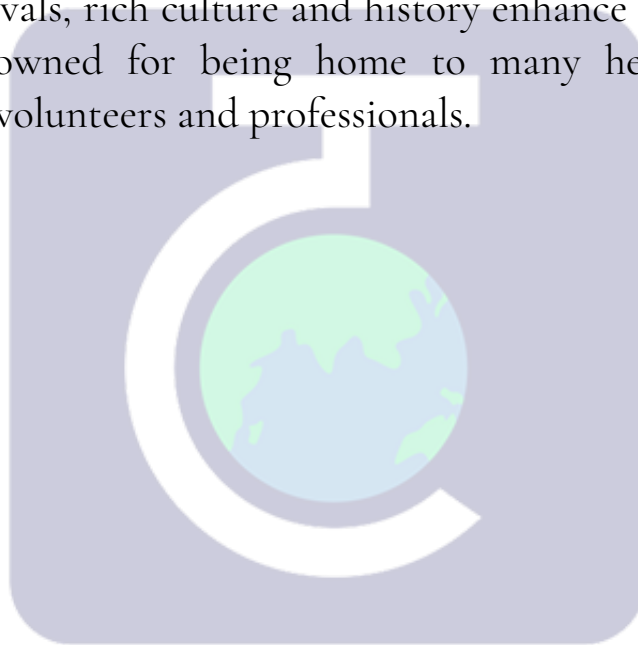 vals, rich culture and history enhance
owned for being home to many he
volunteers and professionals.